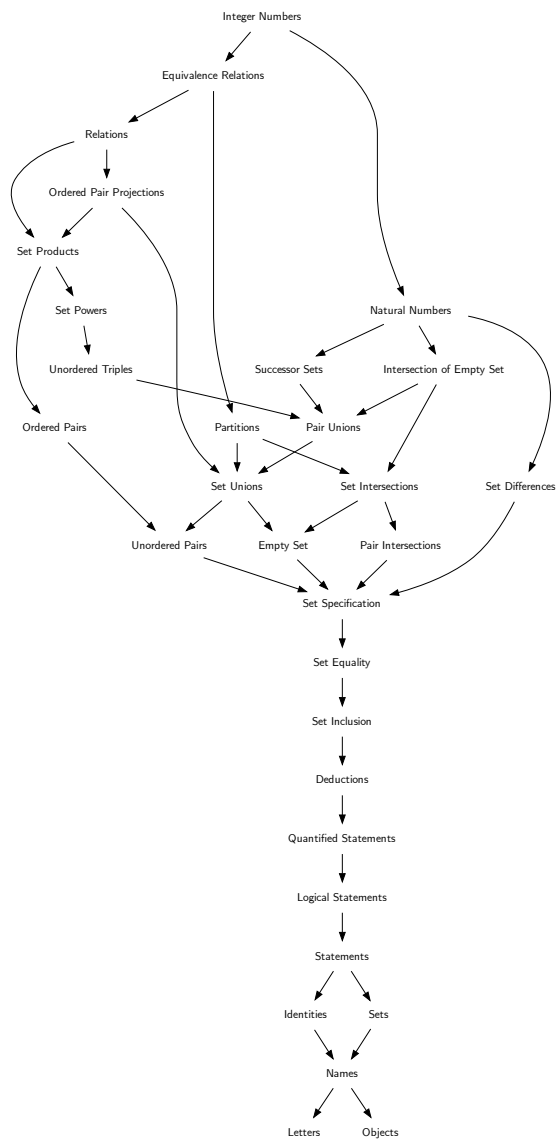 Integer Numbers
Equivalence Relations
Relations
Ordered Pair Projections
Set Products
Set Powers
Natural Numbers
Unordered Triples
Successor Sets
Intersection of Empty Set
Ordered Pairs
Partitions
Pair Unions
Set Unions
Set Intersections
Set Differences
Unordered Pairs
Empty Set
Pair Intersections
Set Specification
Set Equality
Set Inclusion
Deductions
Quantified Statements
Logical Statements
Statements
Identities
Sets
Names
Letters
Objects